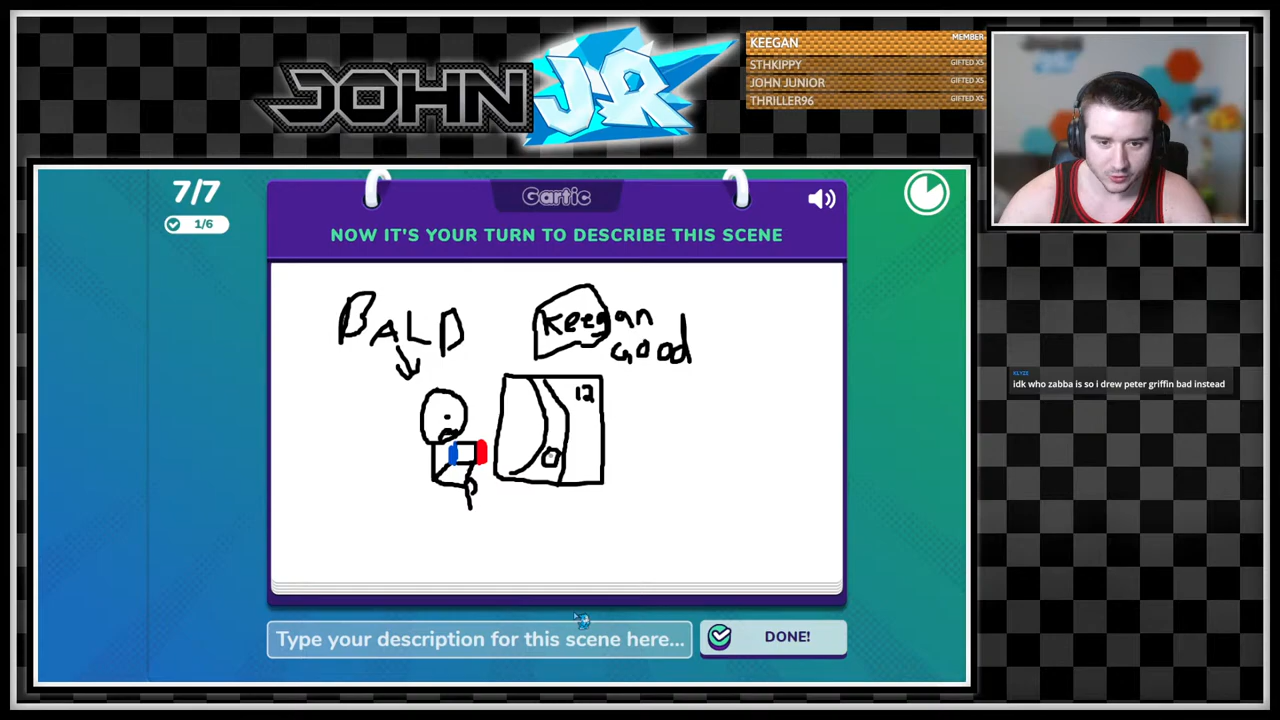 JOHN JR
KEEGAN MEMBER
STHKIPPY GIFTED X5
JOHN JUNIOR GIFTED X5
THRILLER96 GIFTED X5
7/7
1/6
Gartic
NOW IT'S YOUR TURN TO DESCRIBE THIS SCENE
BALD
Keegan
Good
12
Type your description for this scene here...
DONE!
KLYZE
idk who zabba is so i drew peter griffin bad instead